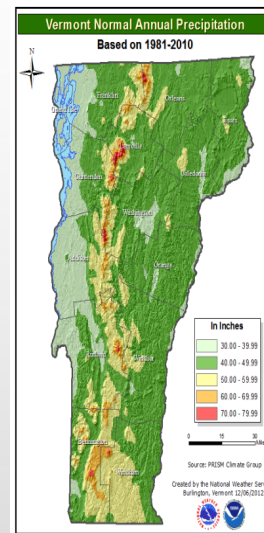 Vermont Normal Annual Precipitation
Based on 1981-2010
N
Franklin
Orleans
Essex
Lamoille
Caledonia
Chittenden
Washington
Addison
Orange
Rutland
Windsor
Bennington
Windham
In Inches
30.00 - 39.99
40.00 - 49.99
50.00 - 59.99
60.00 - 69.99
70.00 - 79.99
0
15
30
Miles
Source: PRISM Climate Group
Created by the National Weather Serv
Burlington, Vermont 12/06/2012